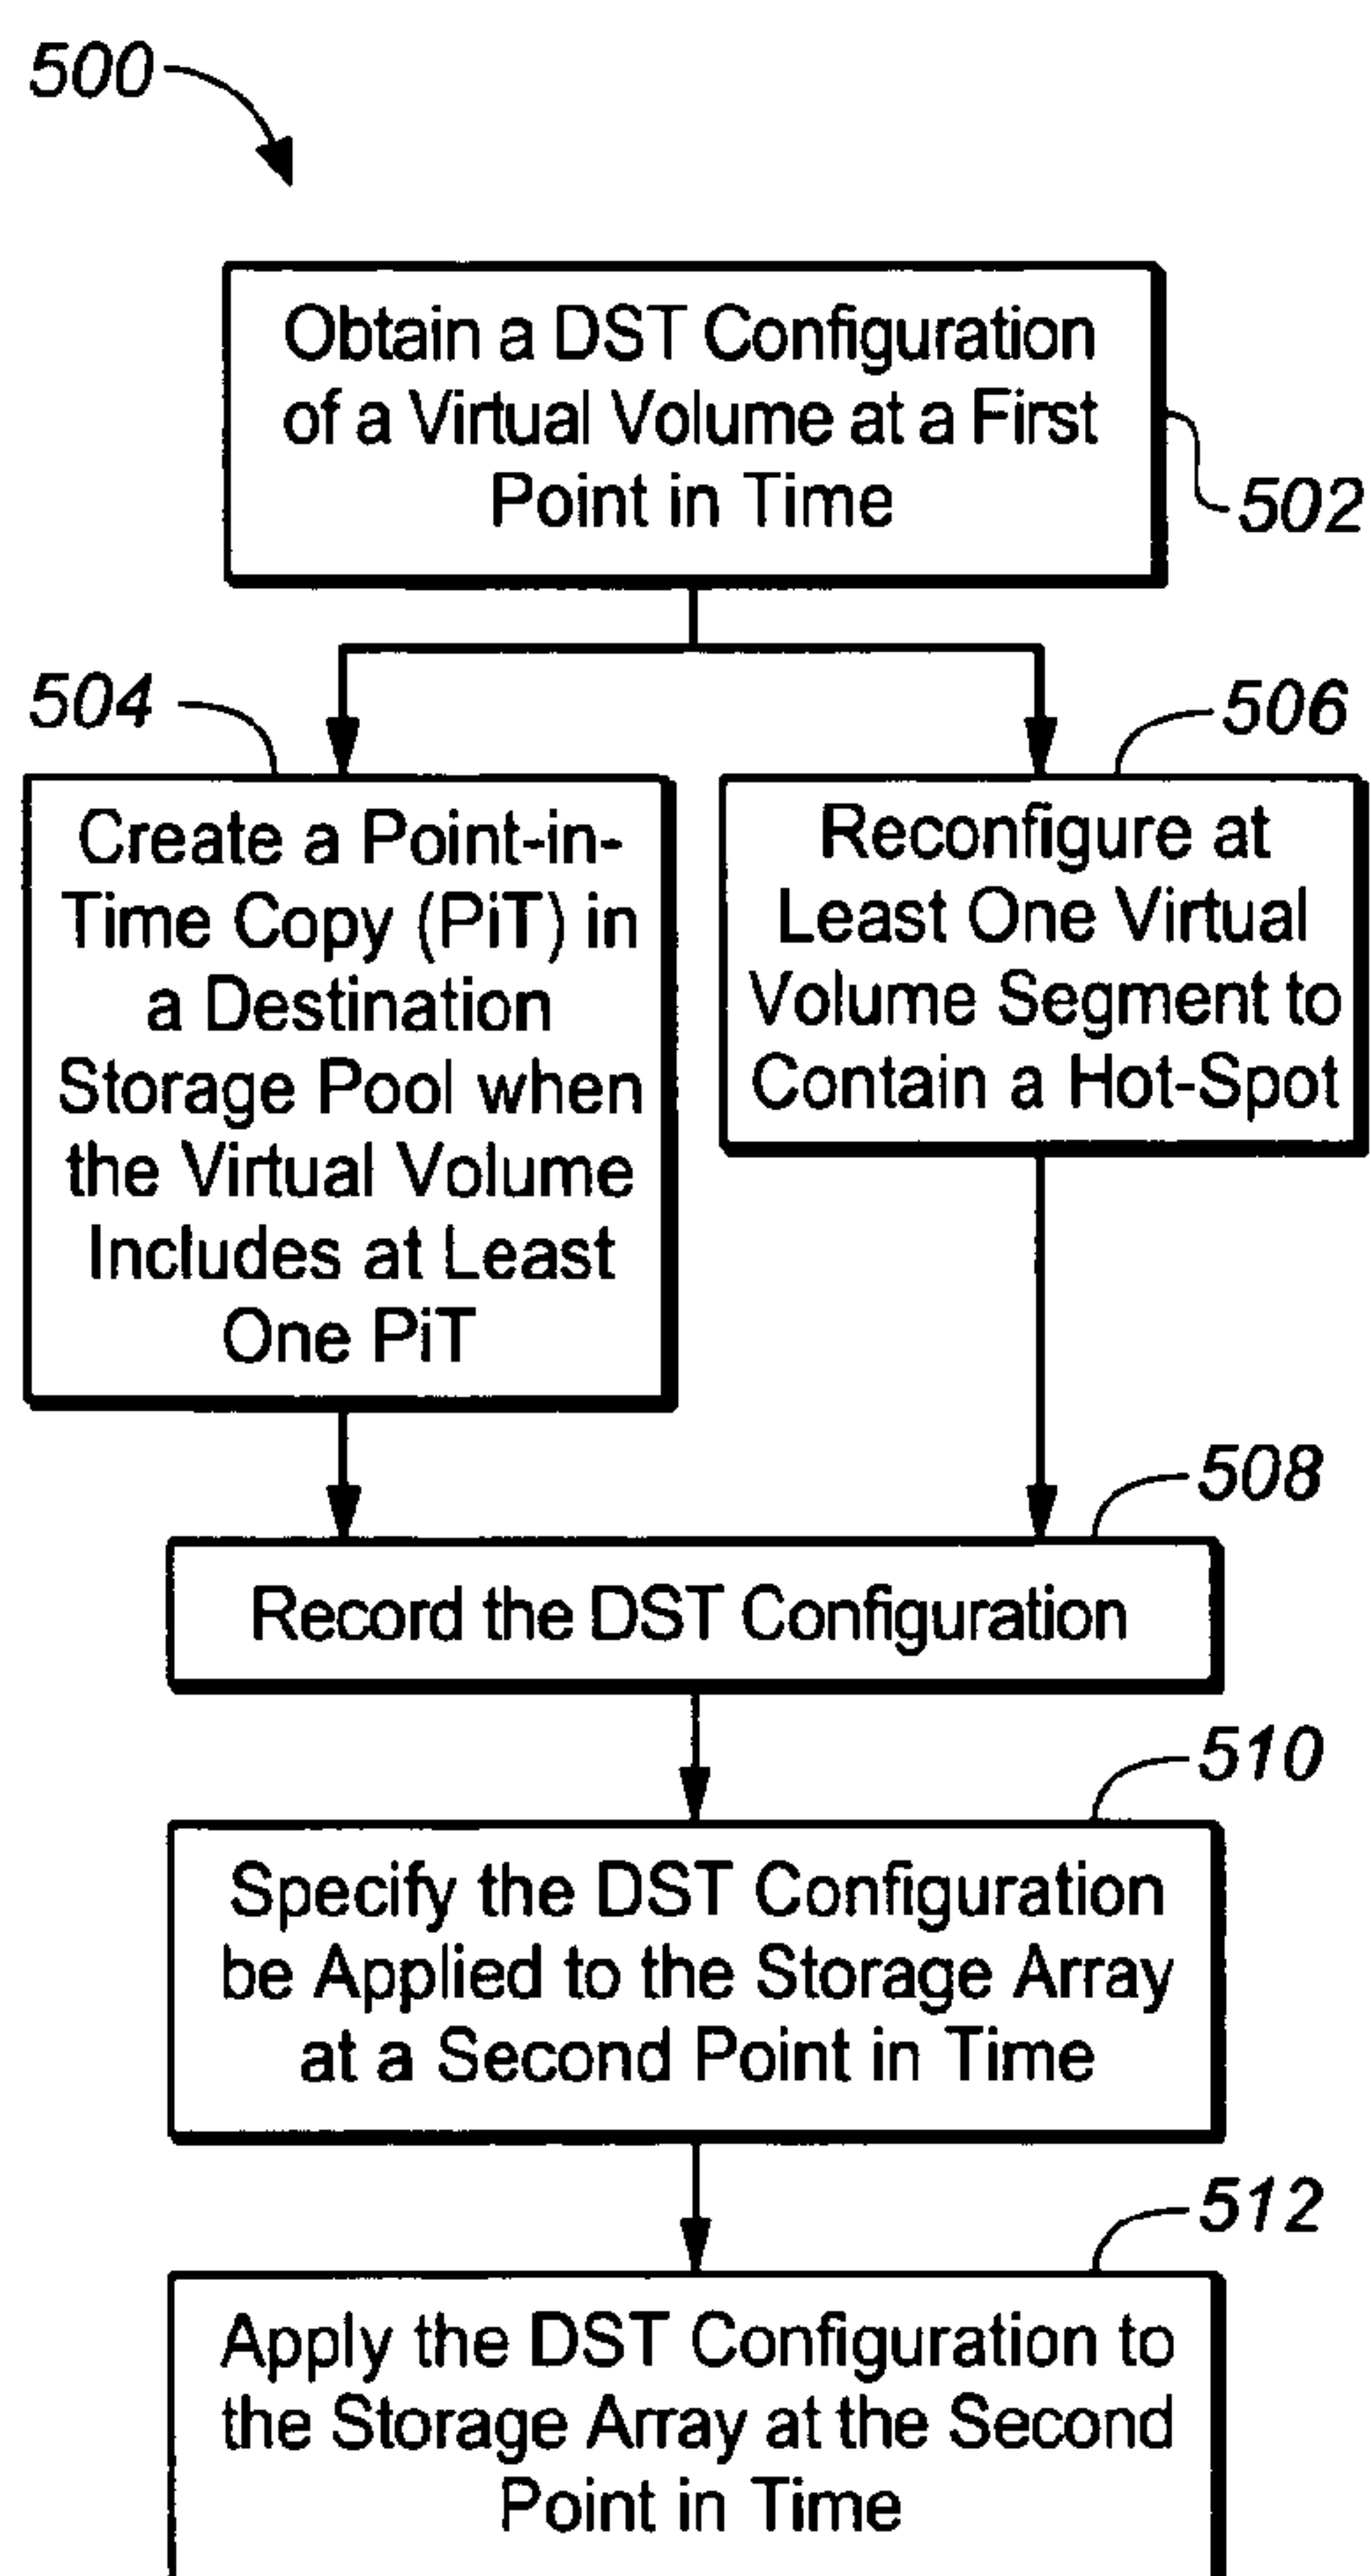 500
Obtain a DST Configuration
of a Virtual Volume at a First
Point in Time
502
504
Create a Point-in-
Time Copy (PiT) in
a Destination
Storage Pool when
the Virtual Volume
Includes at Least
One PiT
506
Reconfigure at
Least One Virtual
Volume Segment to
Contain a Hot-Spot
508
Record the DST Configuration
510
Specify the DST Configuration
be Applied to the Storage Array
at a Second Point in Time
512
Apply the DST Configuration to
the Storage Array at the Second
Point in Time